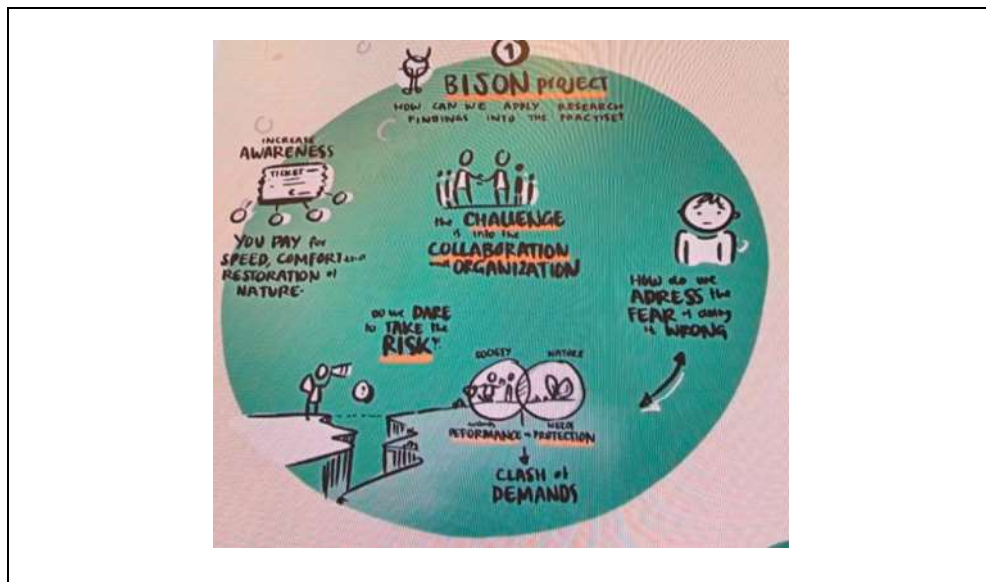 1
BISON PROJECT
HOW CAN WE APPLY RESEARCH
FINDINGS INTO THE PRACTISE?
INCREASE
AWARENESS
TICKET
YOU PAY for
SPEED, COMFORT and
RESTORATION of
NATURE.
the CHALLENGE
is into the
COLLABORATION
and ORGANIZATION
HOW do we
ADRESS the
FEAR of doing
it WRONG
DO we DARE
to TAKE the
RISK?
SOCIETY NATURE
PEFORMANCE PROTECTION
CLASH of
DEMANDS